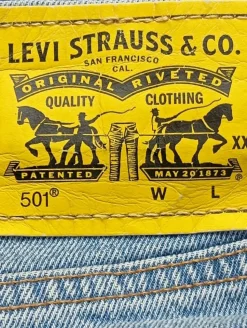 LEVI STRAUSS & CO.
SAN FRANCISCO
CAL.
ORIGINAL RIVETED
QUALITY CLOTHING
XX
PATENTED MAY 20 1873
501® W L